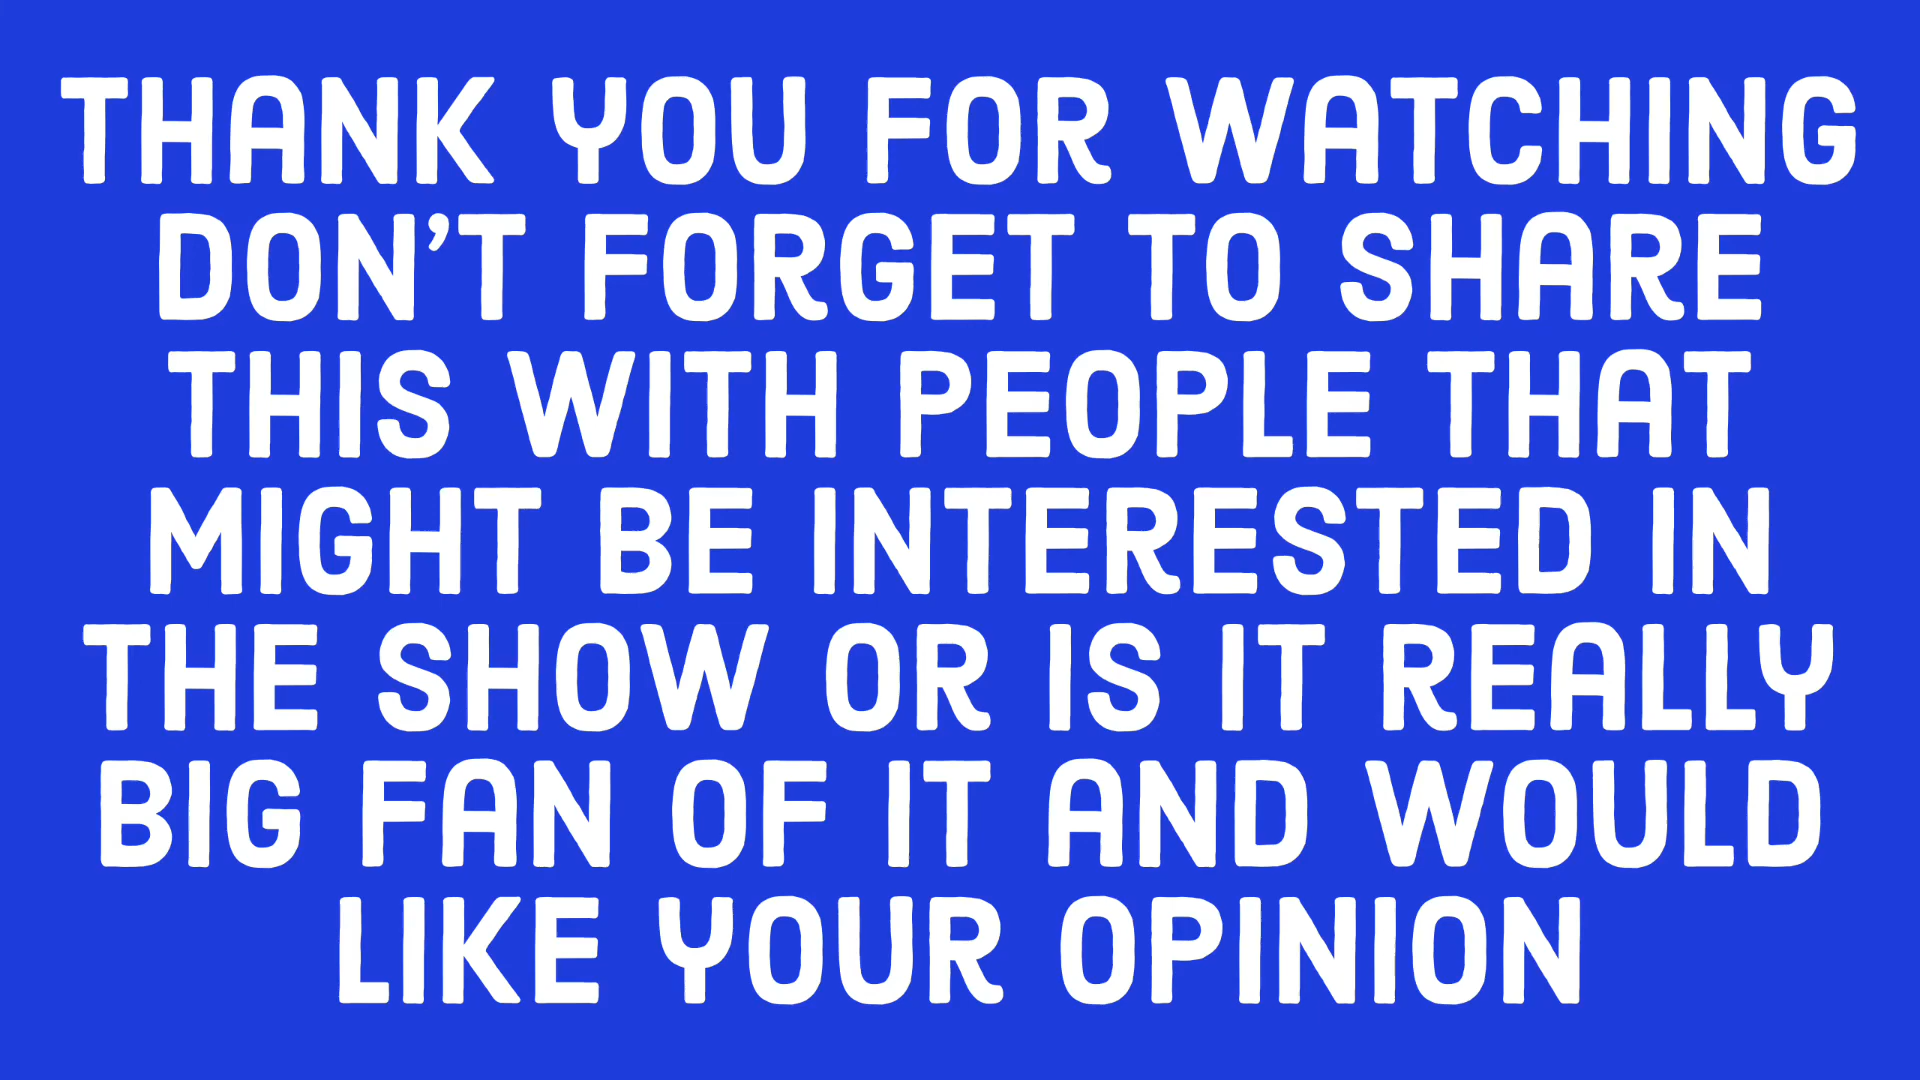 THANK YOU FOR WATCHING
DON’T FORGET TO SHARE
THIS WITH PEOPLE THAT
MIGHT BE INTERESTED IN
THE SHOW OR IS IT REALLY
BIG FAN OF IT AND WOULD
LIKE YOUR OPINION